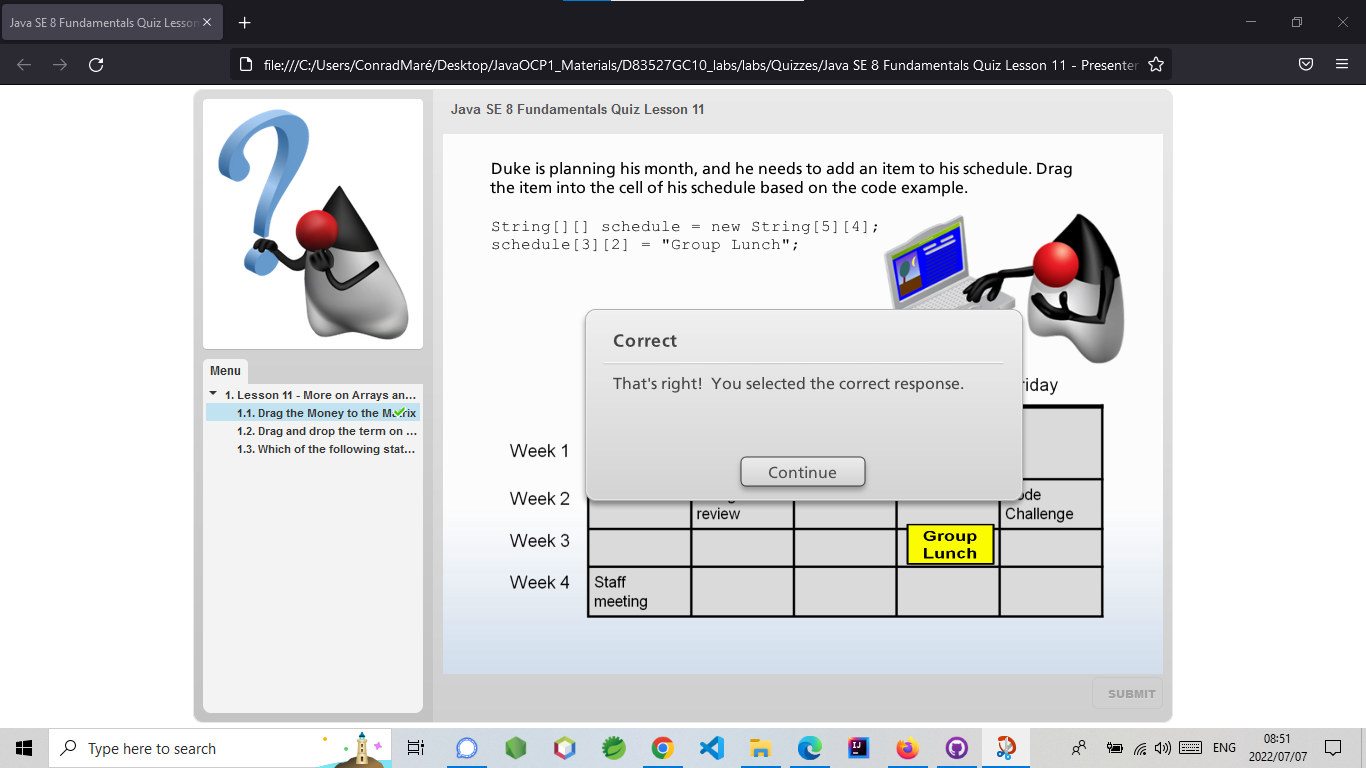 Java SE 8 Fundamentals Quiz Lesson
file:///C:/Users/ConradMaré/Desktop/JavaOCP1_Materials/D83527GC10_labs/labs/Quizzes/Java SE 8 Fundamentals Quiz Lesson 11 - Presenter
Java SE 8 Fundamentals Quiz Lesson 11
Duke is planning his month, and he needs to add an item to his schedule. Drag
the item into the cell of his schedule based on the code example.
String[][] schedule = new String[5][4];
schedule[3][2] = "Group Lunch";
Correct
That's right! You selected the correct response.
Continue
Menu
1. Lesson 11 - More on Arrays an...
1.1. Drag the Money to the Matrix
1.2. Drag and drop the term on ...
1.3. Which of the following stat...
Week 1
Week 2
review
Challenge
Week 3
Group
Lunch
Week 4
Staff
meeting
SUBMIT
Type here to search
ENG
08:51
2022/07/07